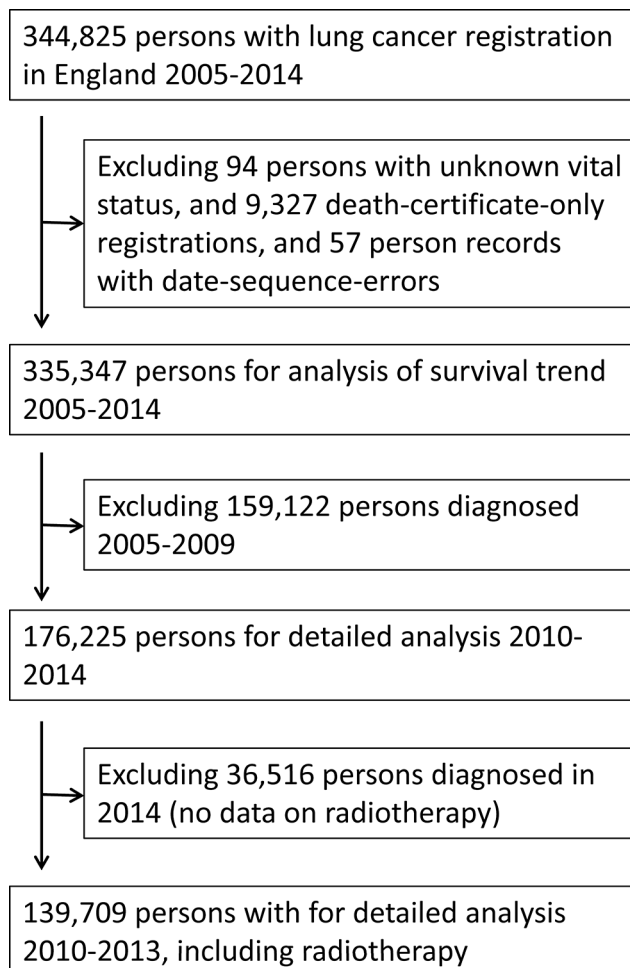 344,825 persons with lung cancer registration
in England 2005-2014
Excluding 94 persons with unknown vital
status, and 9,327 death-certificate-only
registrations, and 57 person records
with date-sequence-errors
335,347 persons for analysis of survival trend
2005-2014
Excluding 159,122 persons diagnosed
2005-2009
176,225 persons for detailed analysis 2010-
2014
Excluding 36,516 persons diagnosed in
2014 (no data on radiotherapy)
139,709 persons with for detailed analysis
2010-2013, including radiotherapy